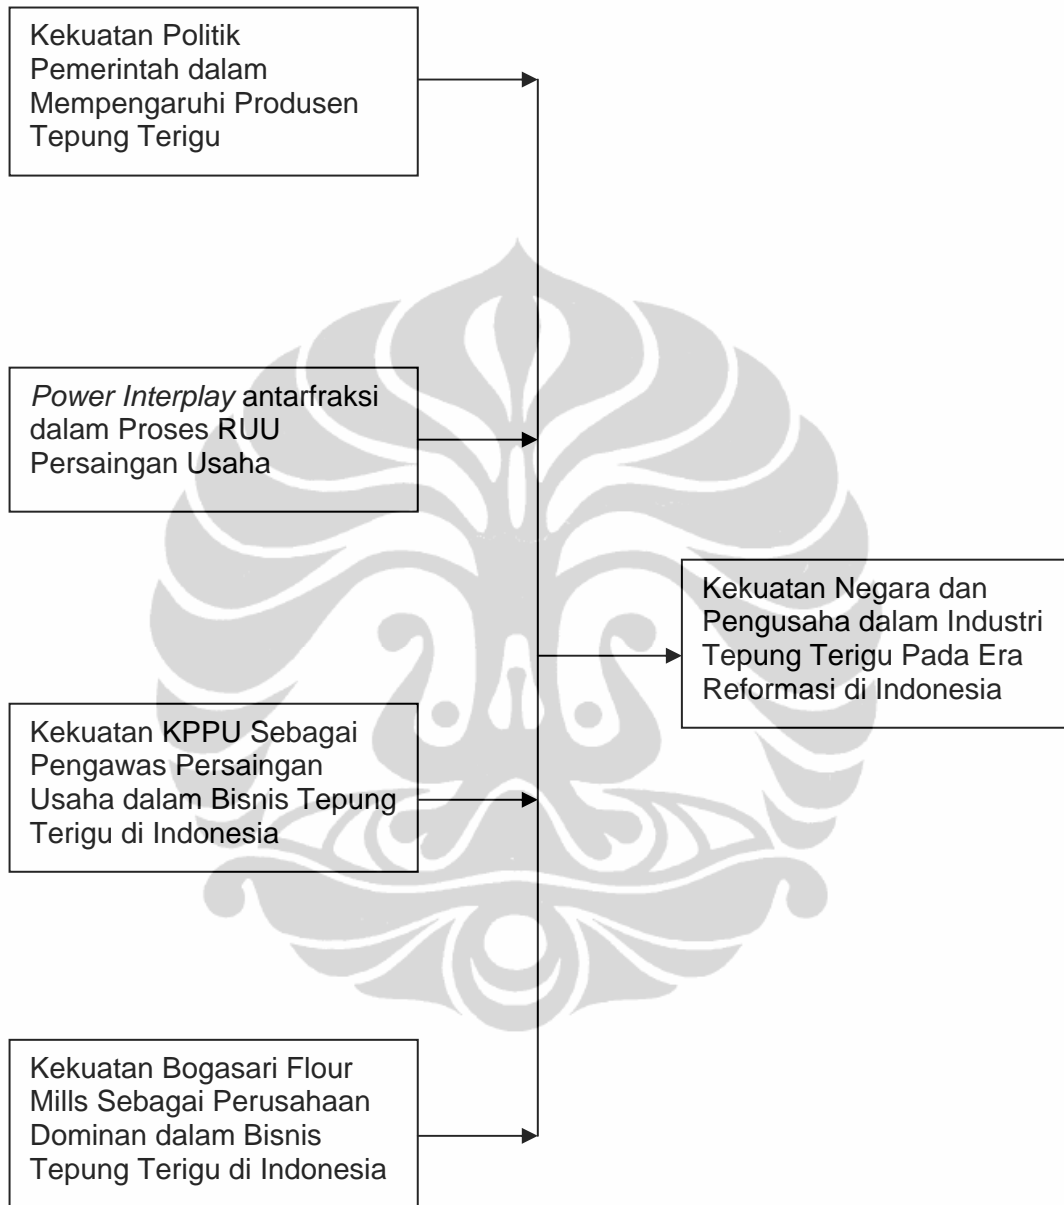 Kekuatan Politik
Pemerintah dalam
Mempengaruhi Produsen
Tepung Terigu
Power Interplay antarfraksi
dalam Proses RUU
Persaingan Usaha
Kekuatan Negara dan
Pengusaha dalam Industri
Tepung Terigu Pada Era
Reformasi di Indonesia
Kekuatan KPPU Sebagai
Pengawas Persaingan
Usaha dalam Bisnis Tepung
Terigu di Indonesia
Kekuatan Bogasari Flour
Mills Sebagai Perusahaan
Dominan dalam Bisnis
Tepung Terigu di Indonesia